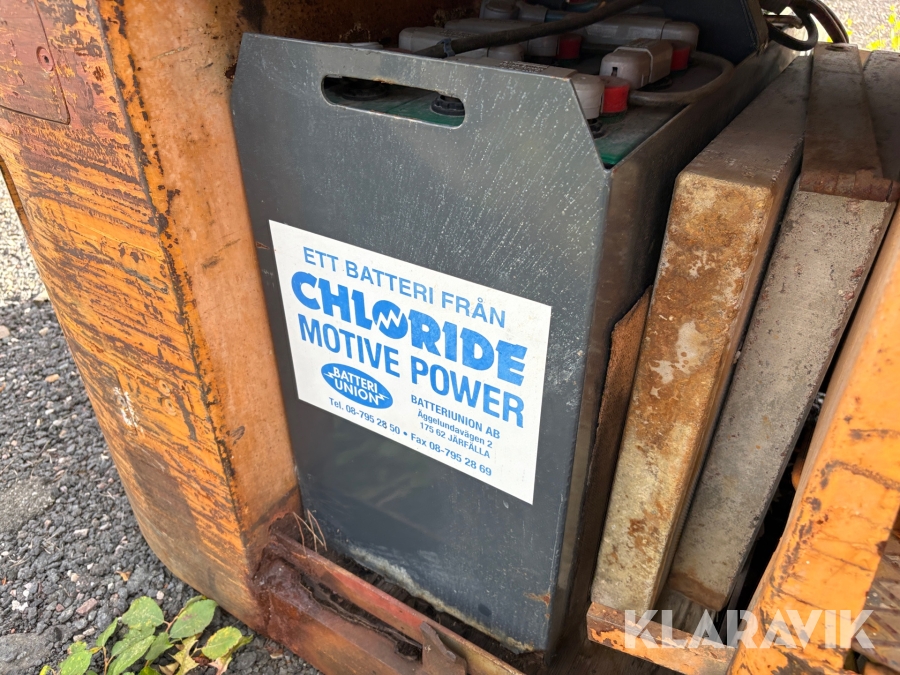 ETT BATTERI FRÅN
CHLORIDE
MOTIVE POWER
BATTERI
UNION
BATTERIUNION AB
Äggelundavägen 2
175 62 JÄRFÄLLA
Tel. 08-795 28 50 • Fax 08-795 28 69
KLARAVIK